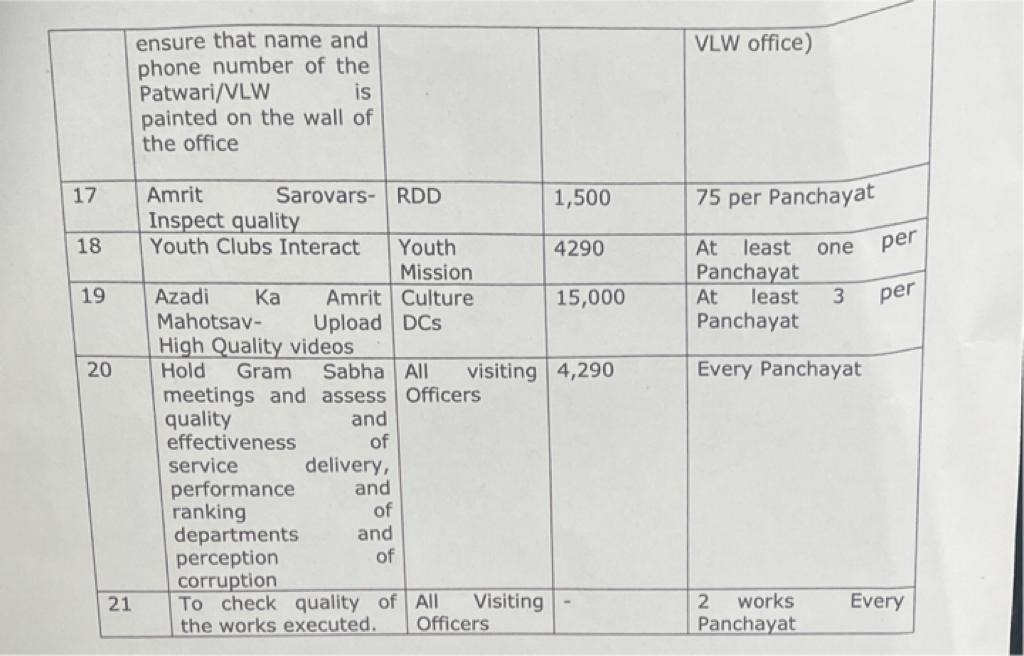 ensure that name and
phone number of the
Patwari/VLW is
painted on the wall of
the office
VLW office)
17
Amrit Sarovars-
Inspect quality
RDD
1,500
75 per Panchayat
18
Youth Clubs Interact
Youth
Mission
4290
At least one per
Panchayat
19
Azadi Ka Amrit
Mahotsav- Upload
High Quality videos
Culture
DCs
15,000
At least 3 per
Panchayat
20
Hold Gram Sabha
meetings and assess
quality and
effectiveness of
service delivery,
performance and
ranking of
departments and
perception of
corruption
All visiting
Officers
4,290
Every Panchayat
21
To check quality of
the works executed.
All Visiting
Officers
-
2 works Every
Panchayat